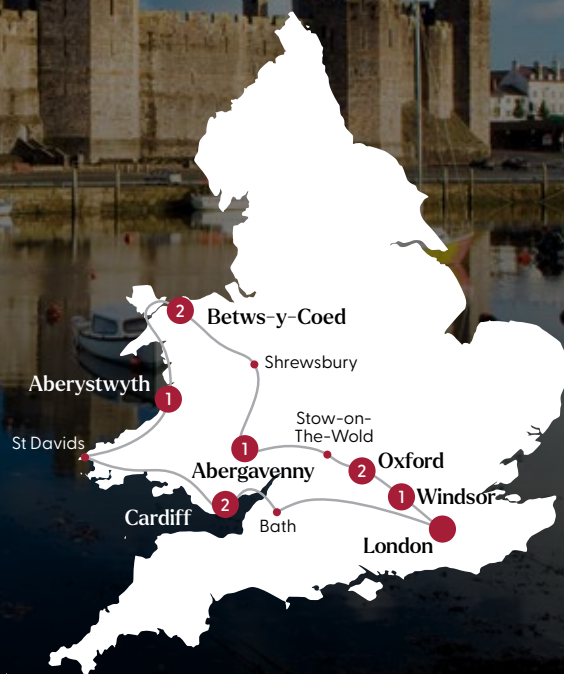 2
Betws-y-Coed
Shrewsbury
Aberystwyth
1
Stow-on-
The-Wold
St Davids
1
Abergavenny
2
Oxford
1
Windsor
2
Cardiff
Bath
London